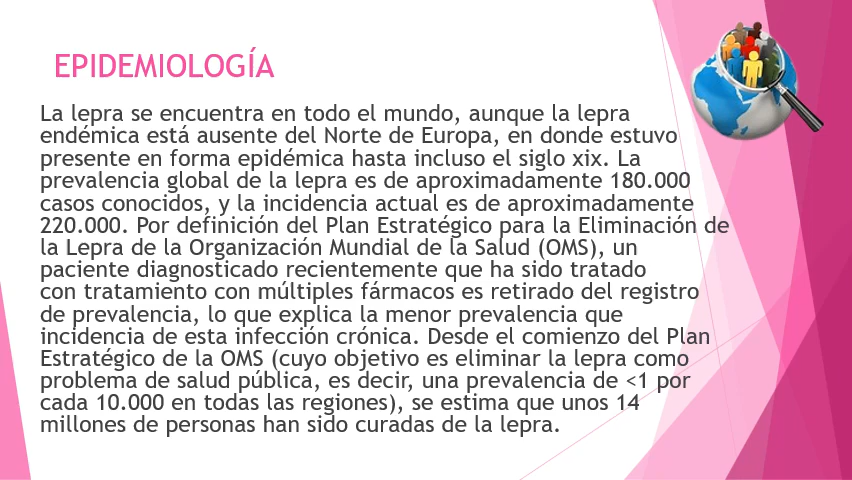 EPIDEMIOLOGÍA
La lepra se encuentra en todo el mundo, aunque la lepra
endémica está ausente del Norte de Europa, en donde estuvo
presente en forma epidémica hasta incluso el siglo xix. La
prevalencia global de la lepra es de aproximadamente 180.000
casos conocidos, y la incidencia actual es de aproximadamente
220.000. Por definición del Plan Estratégico para la Eliminación de
la Lepra de la Organización Mundial de la Salud (OMS), un
paciente diagnosticado recientemente que ha sido tratado
con tratamiento con múltiples fármacos es retirado del registro
de prevalencia, lo que explica la menor prevalencia que
incidencia de esta infección crónica. Desde el comienzo del Plan
Estratégico de la OMS (cuyo objetivo es eliminar la lepra como
problema de salud pública, es decir, una prevalencia de <1 por
cada 10.000 en todas las regiones), se estima que unos 14
millones de personas han sido curadas de la lepra.